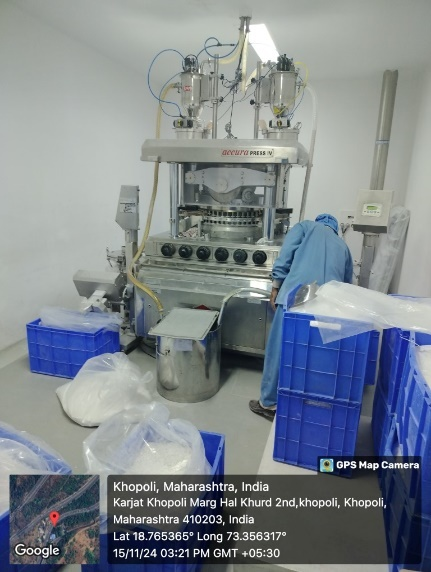 accura PRESS IV
GPS Map Camera
Khopoli, Maharashtra, India
Karjat Khopoli Marg Hal Khurd 2nd,khopoli, Khopoli,
Maharashtra 410203, India
Lat 18.765365° Long 73.356317°
15/11/24 03:21 PM GMT +05:30
Google